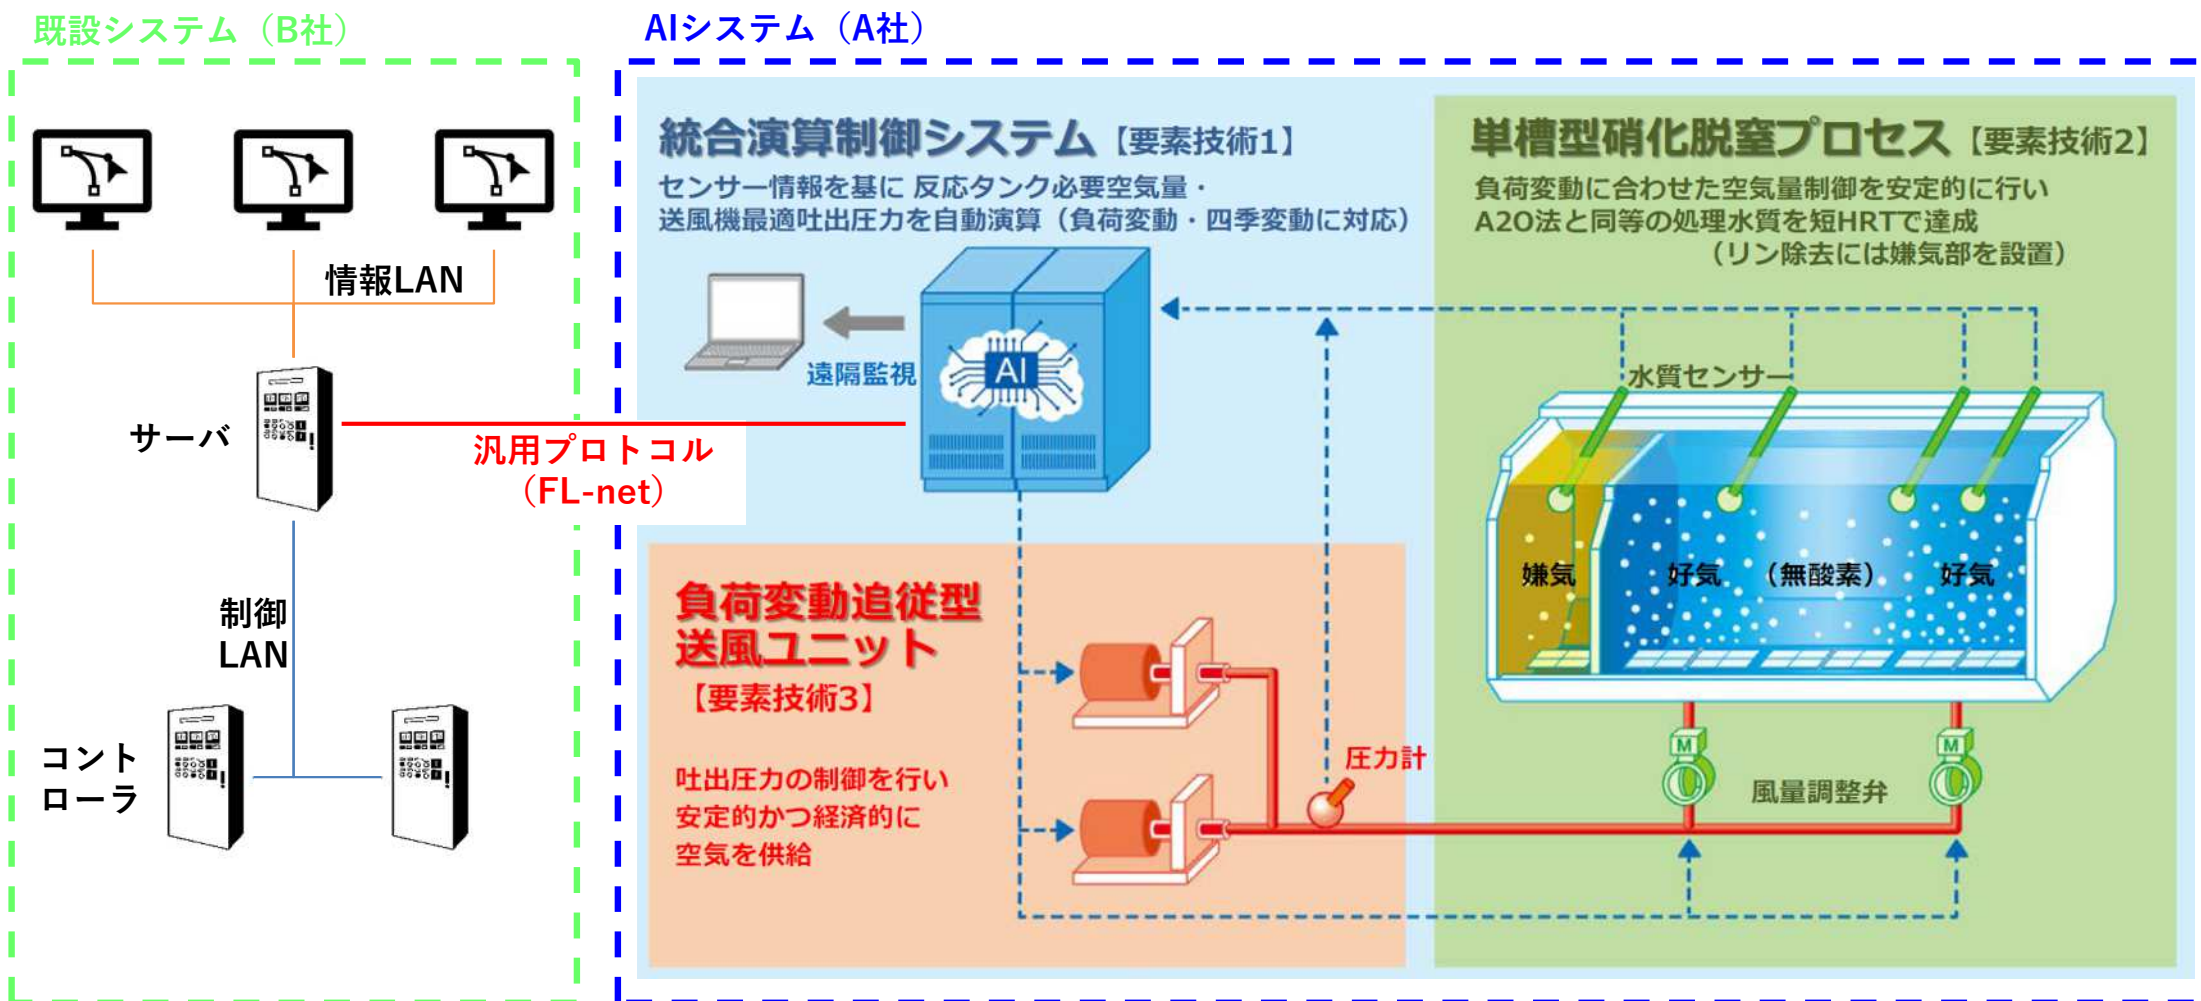 既設システム（B社）
AIシステム（A社）
情報LAN
サーバ
汎用プロトコル
（FL-net）
制御
LAN
コント
ローラ
統合演算制御システム【要素技術1】
センサー情報を基に 反応タンク必要空気量・
送風機最適吐出圧力を自動演算（負荷変動・四季変動に対応）
遠隔監視
AI
単槽型硝化脱窒プロセス【要素技術2】
負荷変動に合わせた空気量制御を安定的に行い
A2O法と同等の処理水質を短HRTで達成
（リン除去には嫌気部を設置）
水質センサー
嫌気
好気
（無酸素）
好気
負荷変動追従型
送風ユニット
【要素技術3】
吐出圧力の制御を行い
安定的かつ経済的に
空気を供給
圧力計
M
M
風量調整弁